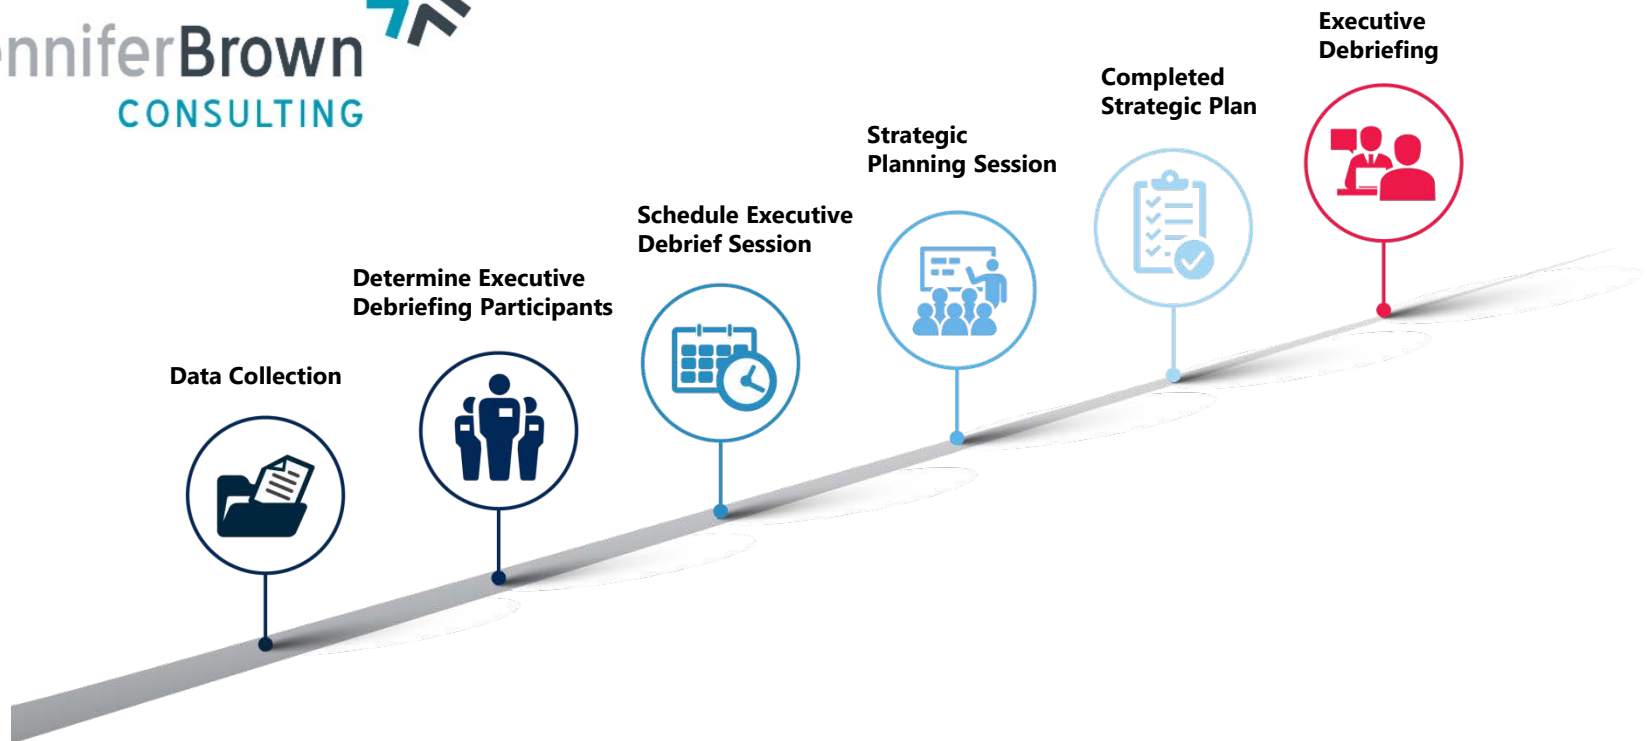 enniferBrown
CONSULTING
Data Collection
Determine Executive
Debriefing Participants
Schedule Executive
Debrief Session
Strategic
Planning Session
Completed
Strategic Plan
Executive
Debriefing